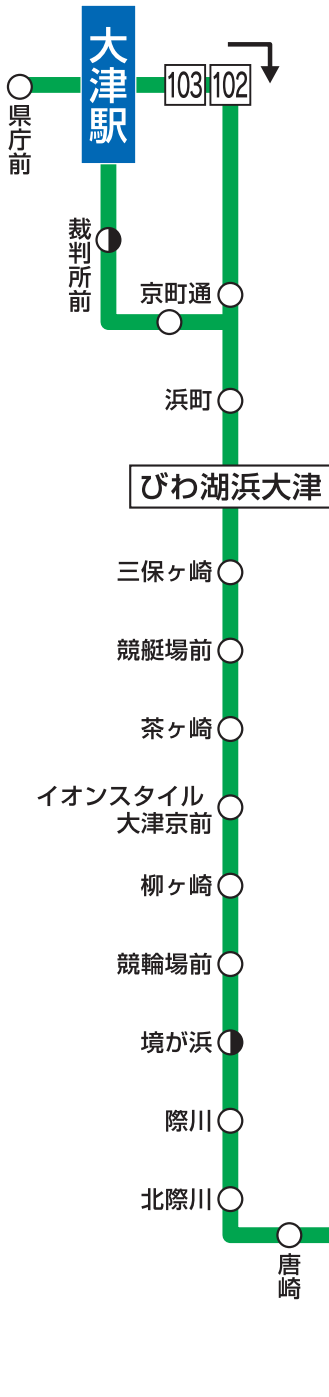 大津駅
103
102
県庁前
裁判所前
京町通
浜町
びわ湖浜大津
三保ヶ崎
競艇場前
茶ヶ崎
イオンスタイル
大津京前
柳ヶ崎
競輪場前
境が浜
際川
北際川
唐崎